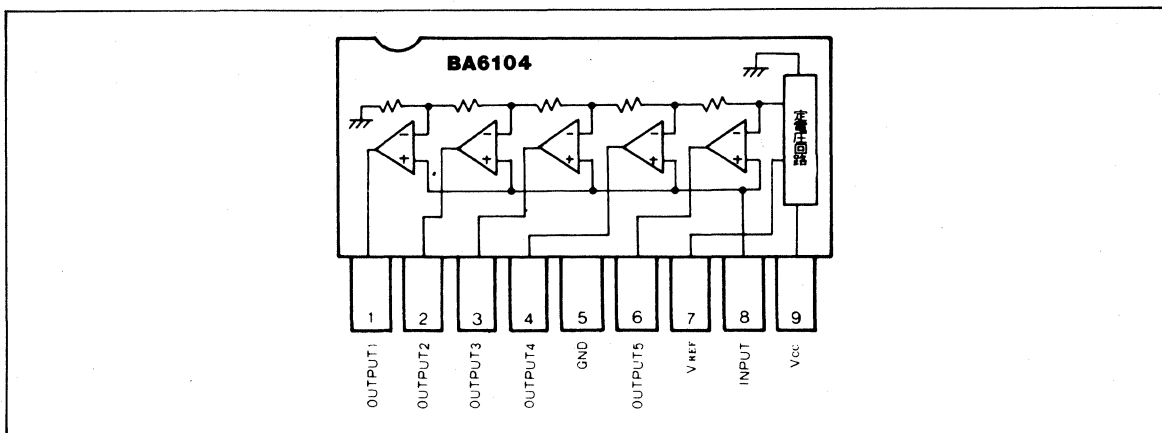 BA6104
定電圧回路
−
+
−
+
−
+
−
+
−
+
1
2
3
4
5
6
7
8
9
OUTPUT1
OUTPUT2
OUTPUT3
OUTPUT4
GND
OUTPUT5
VREF
INPUT
VCC